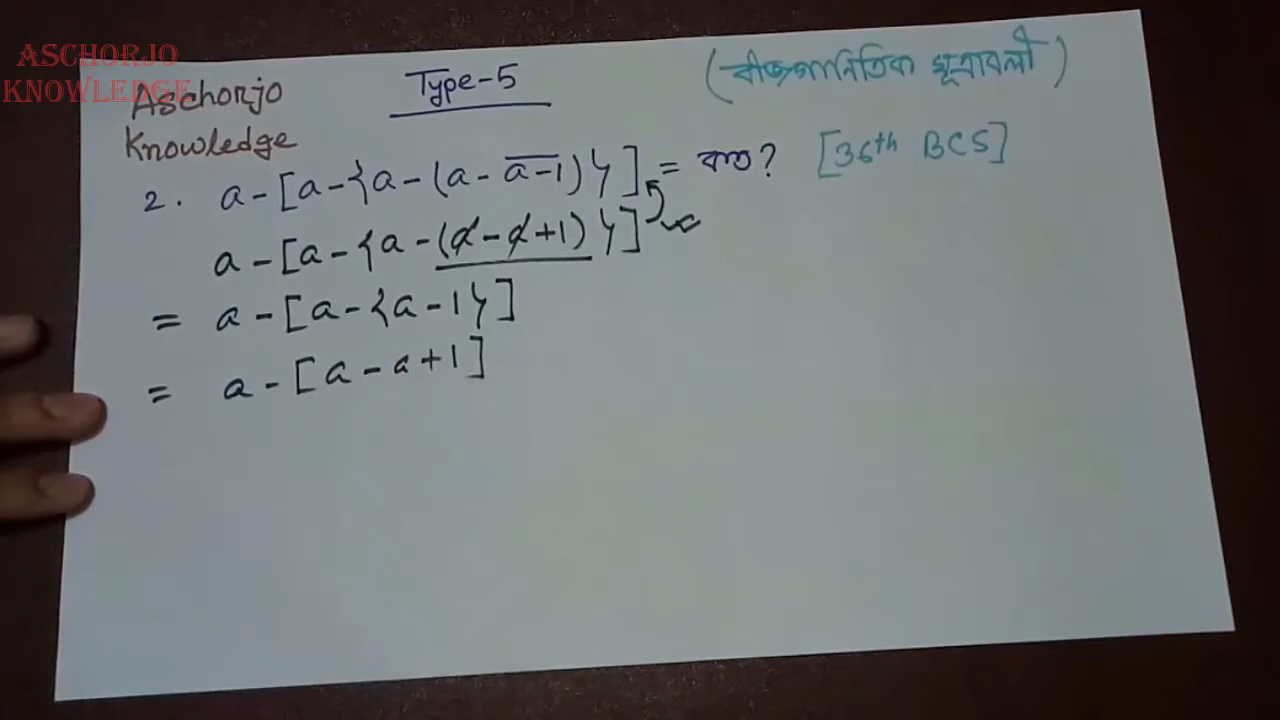 ASCHORJO
KNOWLEDGE
Aschorjo
Knowledge
Type-5
(বীজগানিতিক সূত্রাবলী)
2. a-[a-{a-(a-a̅-̅1̅)}] = কত? [36th BCS]
a-[a-{a-(a-a+1)}]
= a-[a-{a-1}]
= a-[a-a+1]